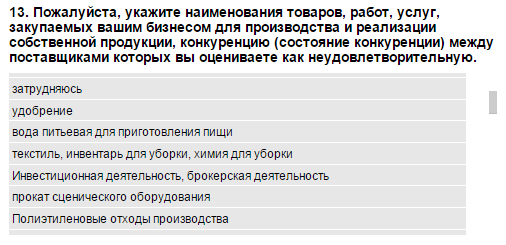 13. Пожалуйста, укажите наименования товаров, работ, услуг,
закупаемых вашим бизнесом для производства и реализации
собственной продукции, конкуренцию (состояние конкуренции) между
поставщиками которых вы оцениваете как неудовлетворительную.
затрудняюсь
удобрение
вода питьевая для приготовления пищи
текстиль, инвентарь для уборки, химия для уборки
Инвестиционная деятельность, брокерская деятельность
прокат сценического оборудования
Полиэтиленовые отходы производства